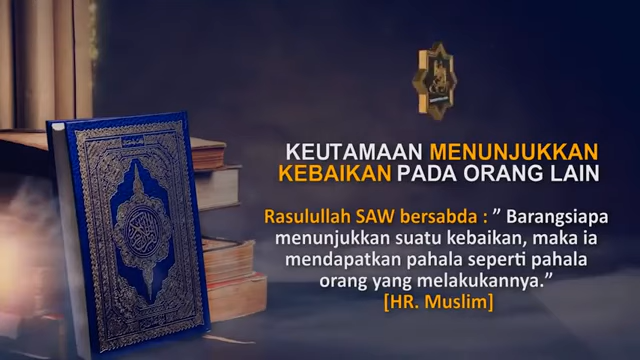 KEUTAMAAN MENUNJUKKAN
KEBAIKAN PADA ORANG LAIN
Rasulullah SAW bersabda : ” Barangsiapa
menunjukkan suatu kebaikan, maka ia
mendapatkan pahala seperti pahala
orang yang melakukannya.”
[HR. Muslim]